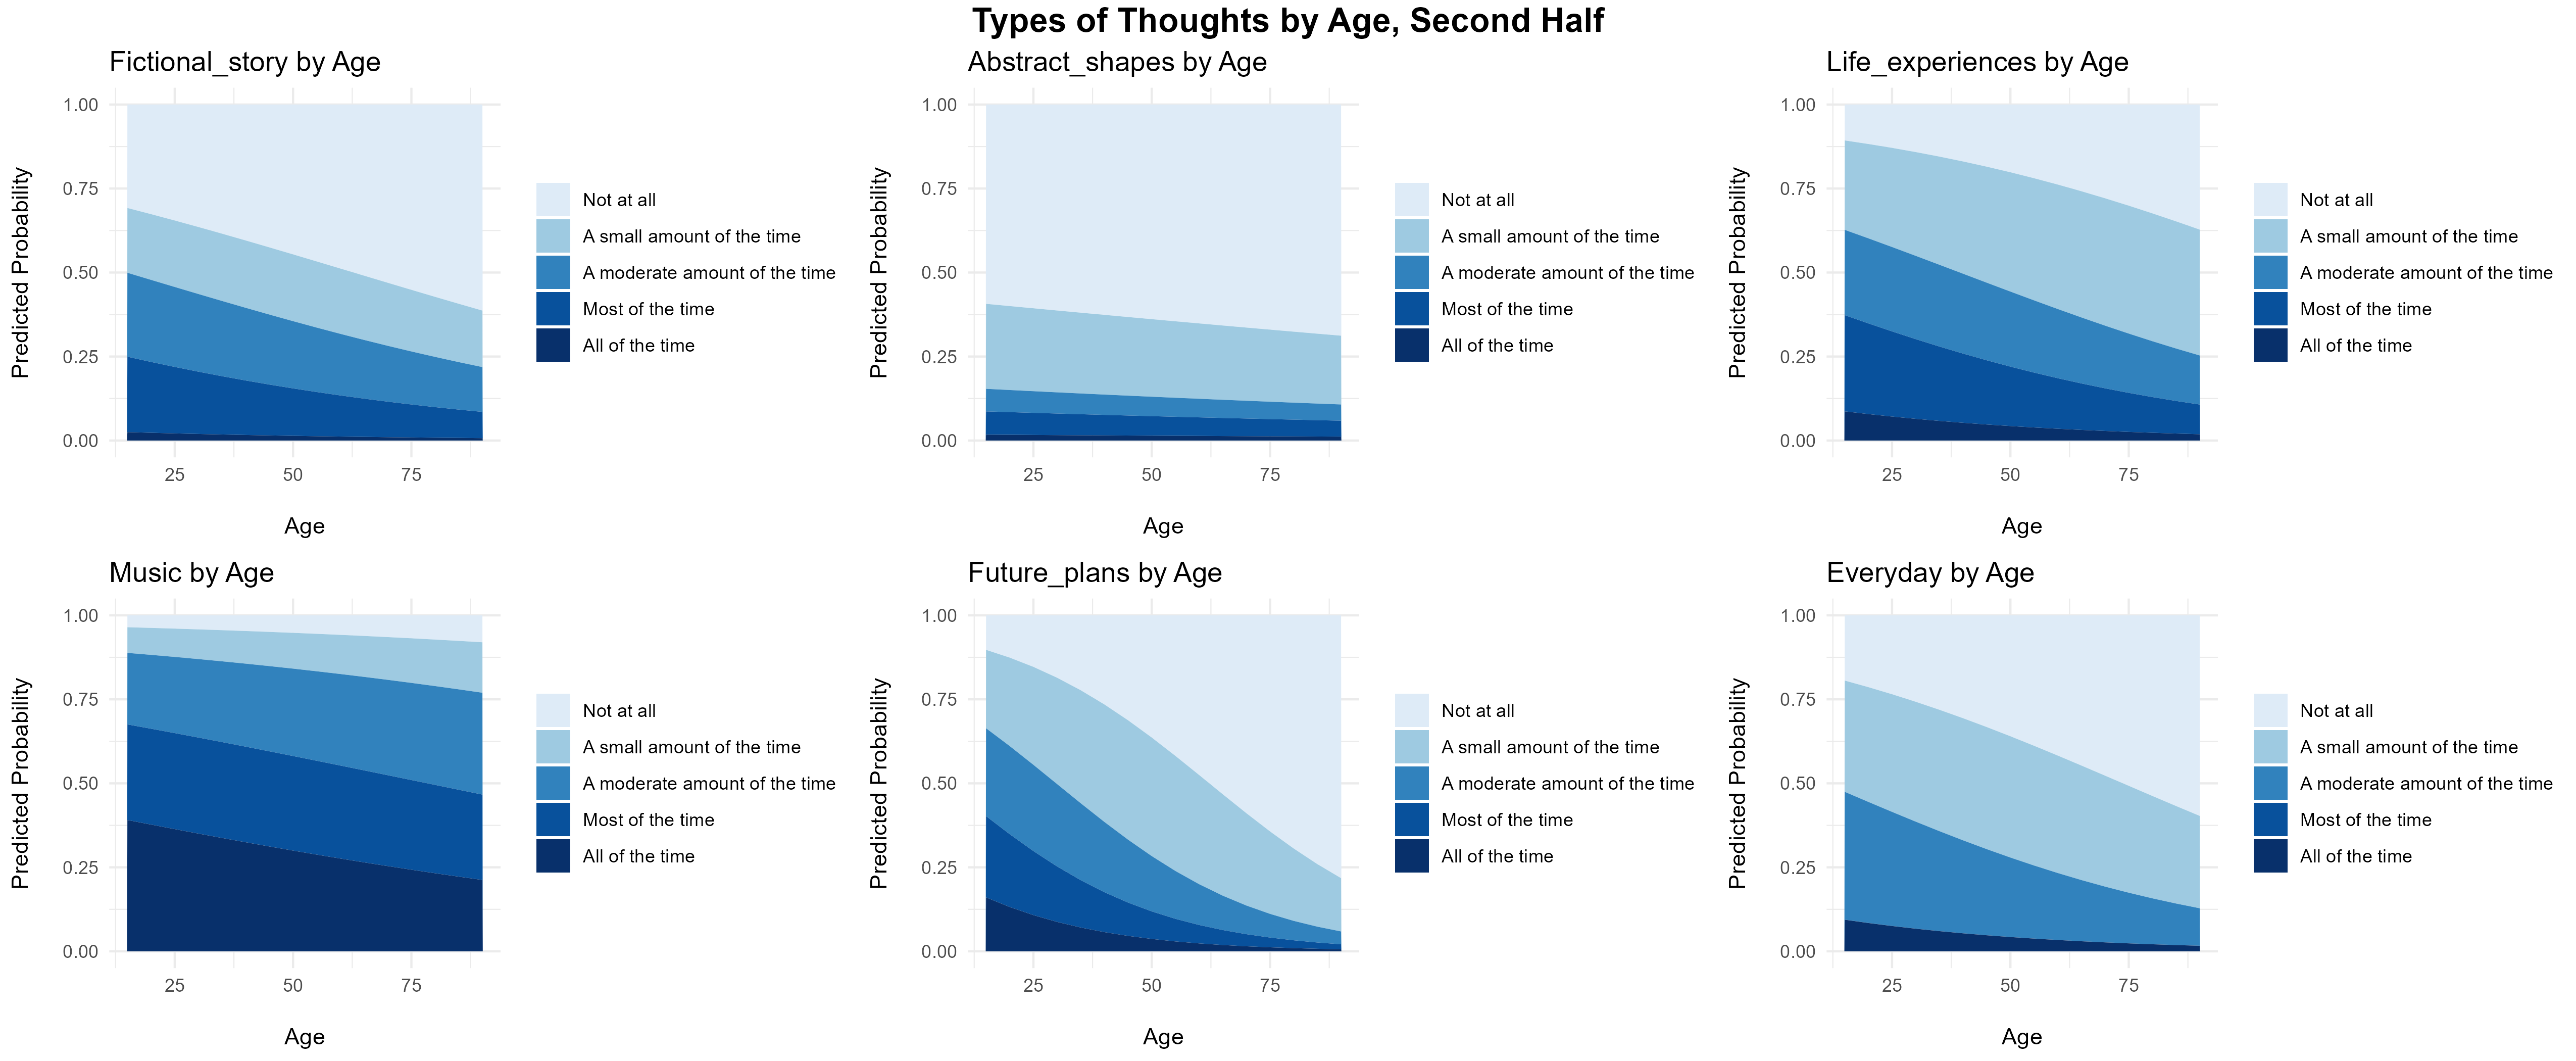 Types of Thoughts by Age, Second Half
Fictional_story by Age
Predicted Probability
1.00
0.75
0.50
0.25
0.00
25 50 75
Age
Not at all
A small amount of the time
A moderate amount of the time
Most of the time
All of the time
Abstract_shapes by Age
Predicted Probability
1.00
0.75
0.50
0.25
0.00
25 50 75
Age
Not at all
A small amount of the time
A moderate amount of the time
Most of the time
All of the time
Life_experiences by Age
Predicted Probability
1.00
0.75
0.50
0.25
0.00
25 50 75
Age
Not at all
A small amount of the time
A moderate amount of the time
Most of the time
All of the time
Music by Age
Predicted Probability
1.00
0.75
0.50
0.25
0.00
25 50 75
Age
Not at all
A small amount of the time
A moderate amount of the time
Most of the time
All of the time
Future_plans by Age
Predicted Probability
1.00
0.75
0.50
0.25
0.00
25 50 75
Age
Not at all
A small amount of the time
A moderate amount of the time
Most of the time
All of the time
Everyday by Age
Predicted Probability
1.00
0.75
0.50
0.25
0.00
25 50 75
Age
Not at all
A small amount of the time
A moderate amount of the time
Most of the time
All of the time